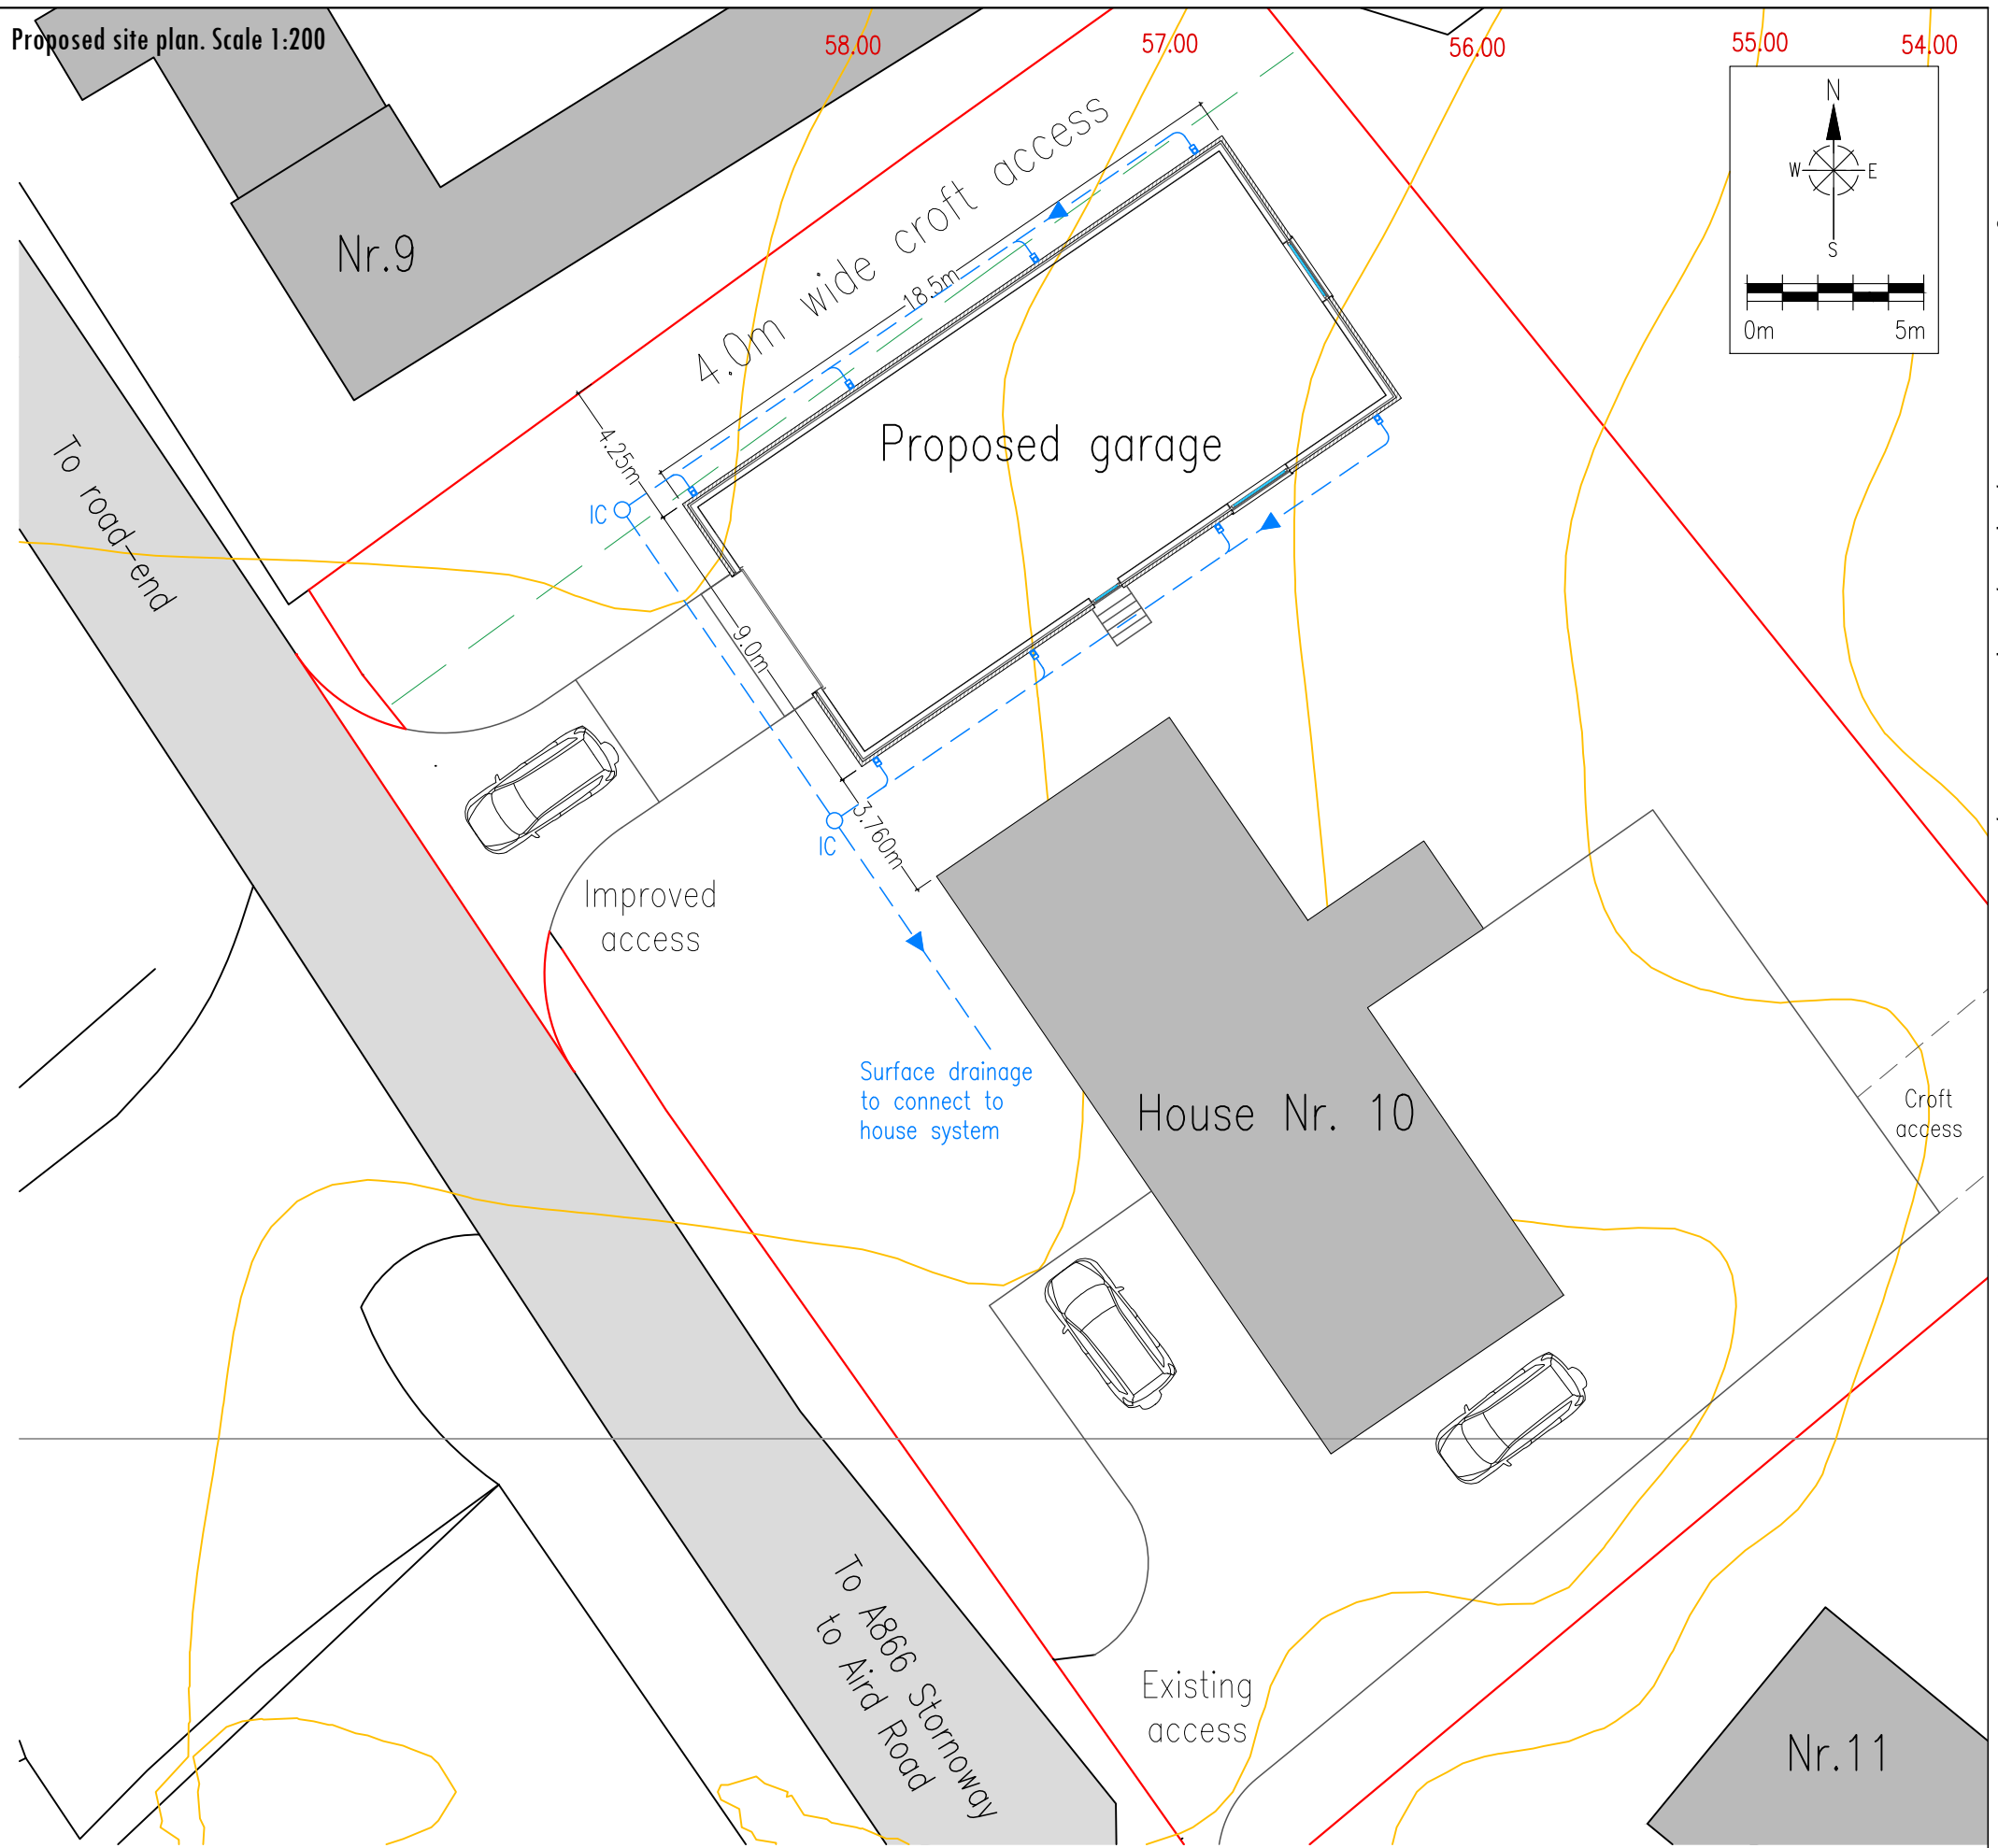 Proposed site plan. Scale 1:200
58.00
57.00
56.00
55.00
54.00
N
W
E
S
0m
5m
Nr.9
4.0m wide croft access
18.5m
4.25m
Proposed garage
To road-end
IC
9.0m
3.760m
IC
Improved
access
Surface drainage
to connect to
house system
House Nr. 10
Croft
access
To A866 Stornoway
to Aird Road
Existing
access
Nr.11